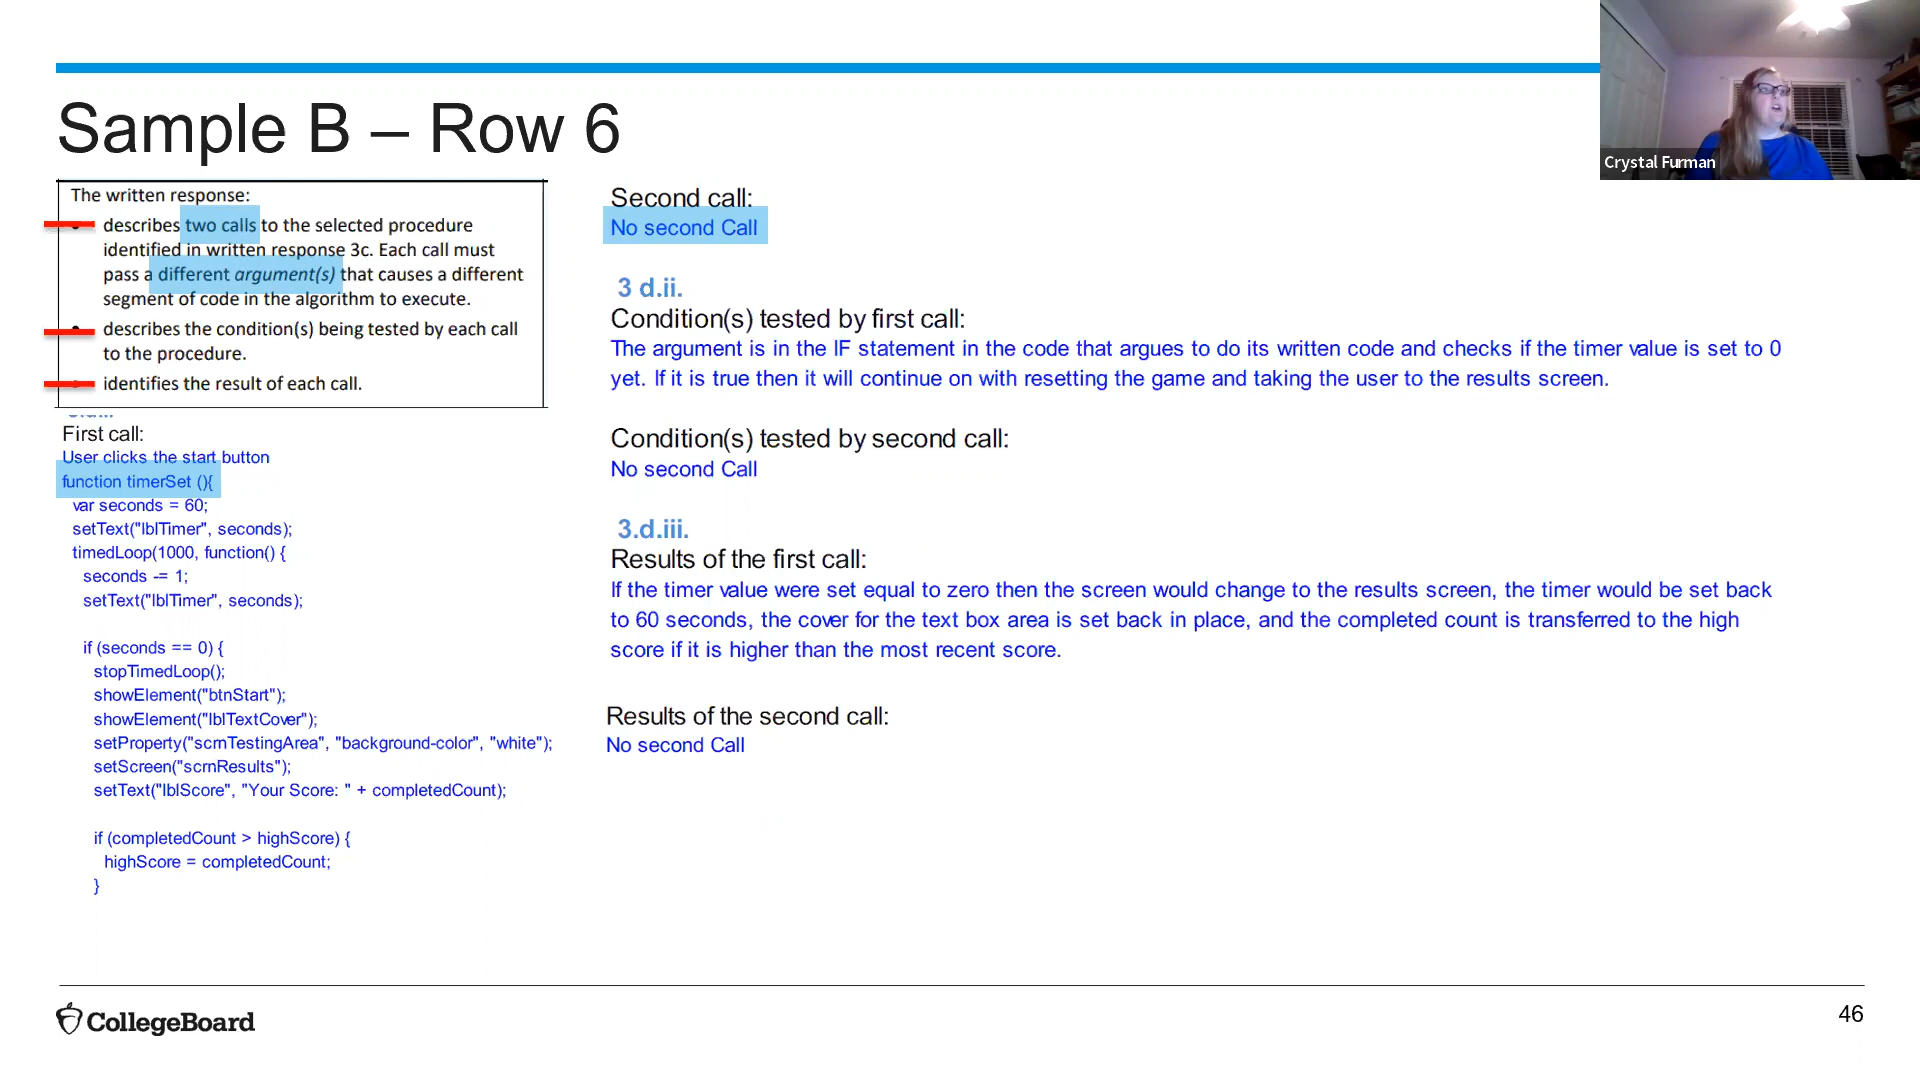 Sample B – Row 6
Crystal Furman
The written response:
describes two calls to the selected procedure
identified in written response 3c. Each call must
pass a different argument(s) that causes a different
segment of code in the algorithm to execute.
describes the condition(s) being tested by each call
to the procedure.
identifies the result of each call.
First call:
User clicks the start button
function timerSet (){
var seconds = 60;
setText("lblTimer", seconds);
timedLoop(1000, function() {
seconds -= 1;
setText("lblTimer", seconds);
if (seconds == 0) {
stopTimedLoop();
showElement("btnStart");
showElement("lblTextCover");
setProperty("scrnTestingArea", "background-color", "white");
setScreen("scrnResults");
setText("lblScore", "Your Score: " + completedCount);
if (completedCount > highScore) {
highScore = completedCount;
}
Second call:
No second Call
3 d.ii.
Condition(s) tested by first call:
The argument is in the IF statement in the code that argues to do its written code and checks if the timer value is set to 0
yet. If it is true then it will continue on with resetting the game and taking the user to the results screen.
Condition(s) tested by second call:
No second Call
3.d.iii.
Results of the first call:
If the timer value were set equal to zero then the screen would change to the results screen, the timer would be set back
to 60 seconds, the cover for the text box area is set back in place, and the completed count is transferred to the high
score if it is higher than the most recent score.
Results of the second call:
No second Call
CollegeBoard
46